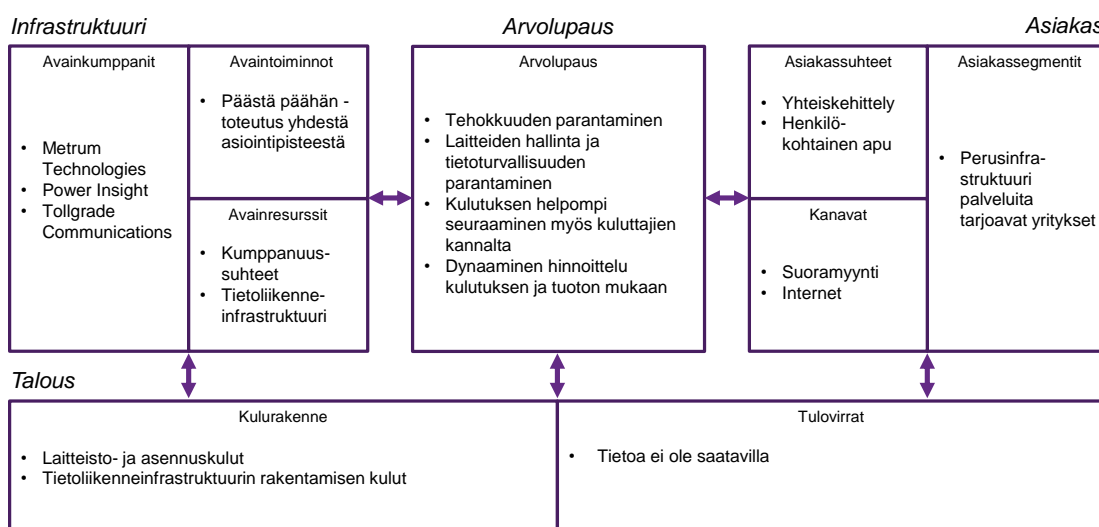 Infrastruktuuri
Arvolupaus
Asiakas
Avainkumppanit
• Metrum
Technologies
• Power Insight
• Tollgrade
Communications
Avaintoiminnot
• Päästä päähän -
toteutus yhdestä
asiointipisteestä
Avainresurssit
• Kumppanuus-
suhteet
• Tietoliikenne-
infrastruktuuri
Arvolupaus
• Tehokkuuden parantaminen
• Laitteiden hallinta ja
tietoturvallisuuden
parantaminen
• Kulutuksen helpompi
seuraaminen myös kuluttajien
kannalta
• Dynaaminen hinnoittelu
kulutuksen ja tuoton mukaan
Asiakassuhteet
• Yhteiskehittely
• Henkilö-
kohtainen apu
Kanavat
• Suoramyynti
• Internet
Asiakassegmentit
• Perusinfra-
struktuuri
palveluita
tarjoavat yritykset
Talous
Kulurakenne
• Laitteisto- ja asennuskulut
• Tietoliikenneinfrastruktuurin rakentamisen kulut
Tulovirrat
• Tietoa ei ole saatavilla